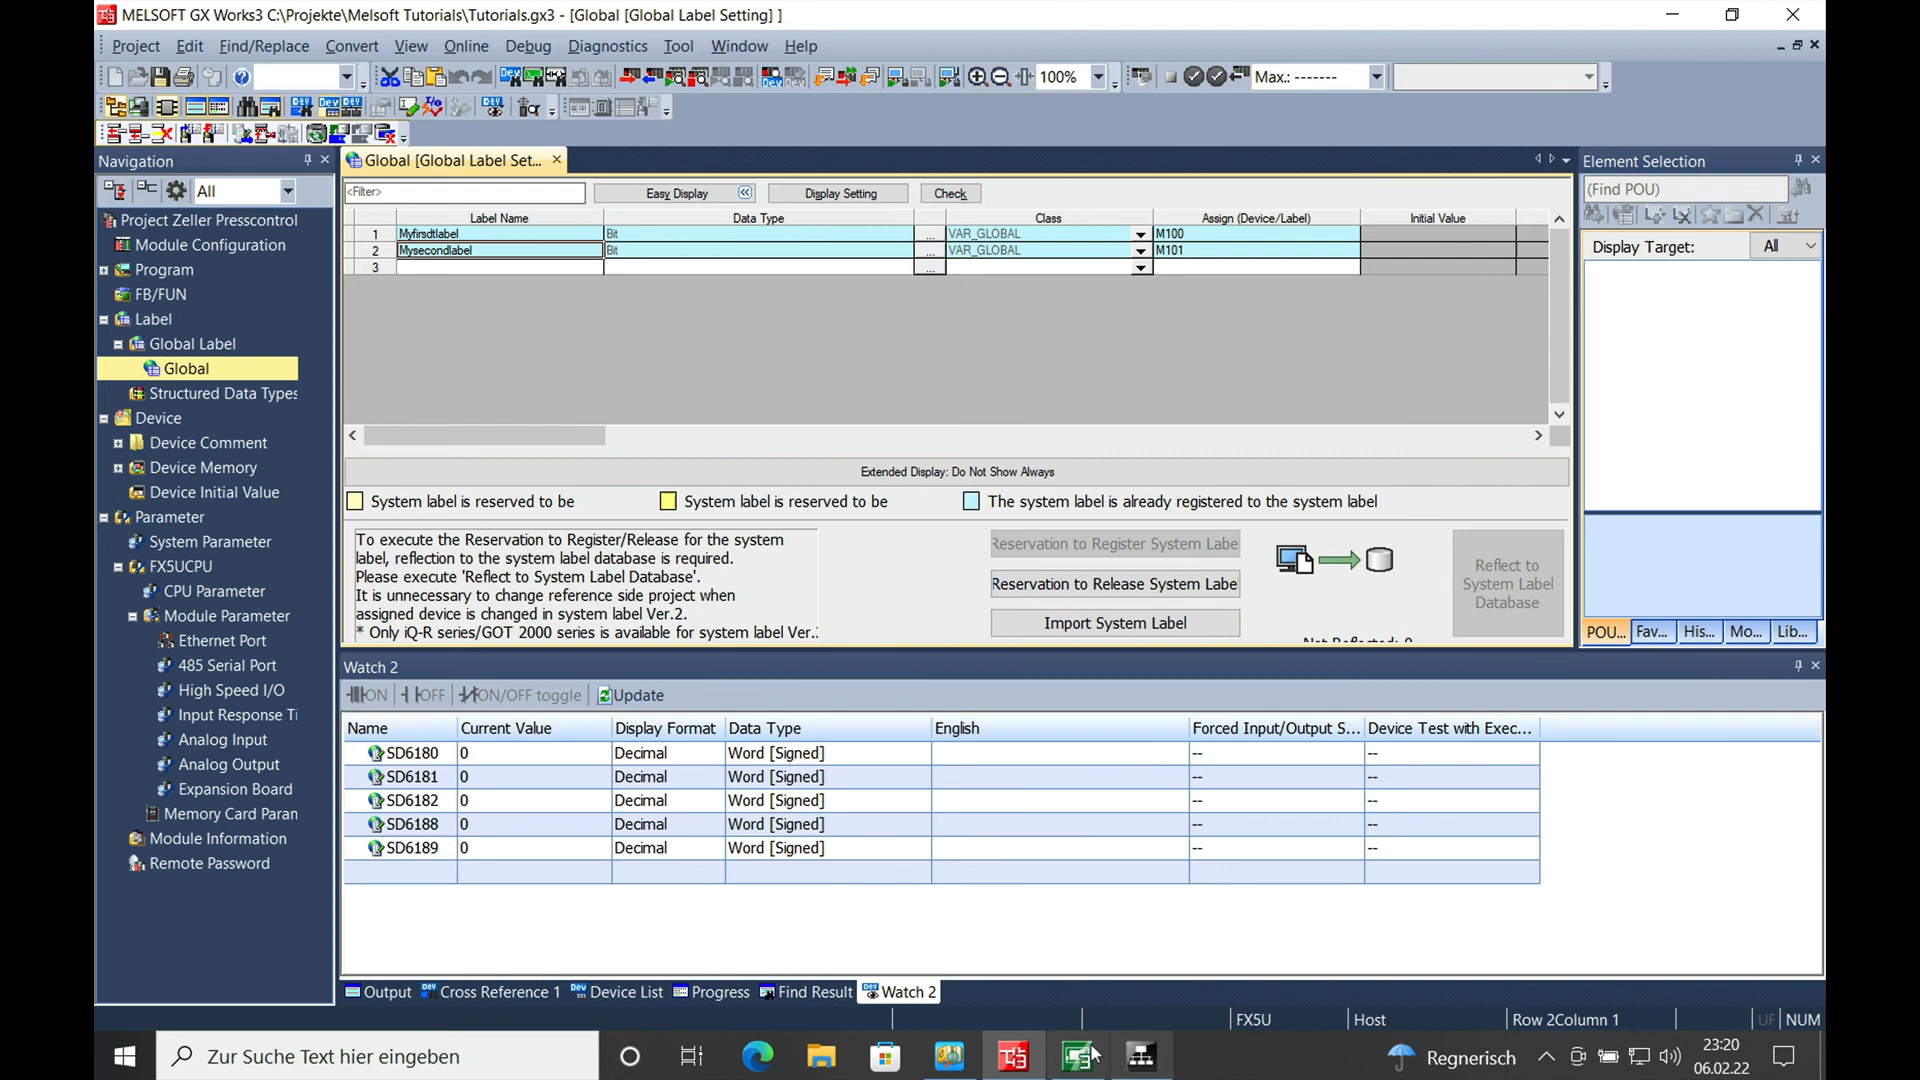 MELSOFT GX Works3 C:\Projekte\Melsoft Tutorials\Tutorials.gx3 - [Global [Global Label Setting] ]
Project Edit Find/Replace Convert View Online Debug Diagnostics Tool Window Help
100% Max.: -------
Navigation
All
Project Zeller Presscontrol
Module Configuration
Program
FB/FUN
Label
Global Label
Global
Structured Data Types
Device
Device Comment
Device Memory
Device Initial Value
Parameter
System Parameter
FX5UCPU
CPU Parameter
Module Parameter
Ethernet Port
485 Serial Port
High Speed I/O
Input Response Ti
Analog Input
Analog Output
Expansion Board
Memory Card Paran
Module Information
Remote Password
Global [Global Label Set...
<Filter> Easy Display Display Setting Check
Label Name Data Type Class Assign (Device/Label) Initial Value
1 Myfirsdtlabel Bit ... VAR_GLOBAL M100
2 Mysecondlabel Bit ... VAR_GLOBAL M101
3 ...
Extended Display: Do Not Show Always
System label is reserved to be System label is reserved to be The system label is already registered to the system label
To execute the Reservation to Register/Release for the system
label, reflection to the system label database is required.
Please execute 'Reflect to System Label Database'.
It is unnecessary to change reference side project when
assigned device is changed in system label Ver.2.
* Only iQ-R series/GOT 2000 series is available for system label Ver.
Reservation to Register System Labe
Reservation to Release System Labe
Import System Label
Reflect to
System Label
Database
Not Reflected: 0
Element Selection
(Find POU)
Display Target: All
POU... Fav... His... Mo... Lib...
Watch 2
ON OFF ON/OFF toggle Update
Name Current Value Display Format Data Type English Forced Input/Output S... Device Test with Exec...
SD6180 0 Decimal Word [Signed] -- --
SD6181 0 Decimal Word [Signed] -- --
SD6182 0 Decimal Word [Signed] -- --
SD6188 0 Decimal Word [Signed] -- --
SD6189 0 Decimal Word [Signed] -- --
Output Cross Reference 1 Device List Progress Find Result Watch 2
FX5U Host Row 2Column 1 UF NUM
Zur Suche Text hier eingeben
Regnerisch
23:20
06.02.22